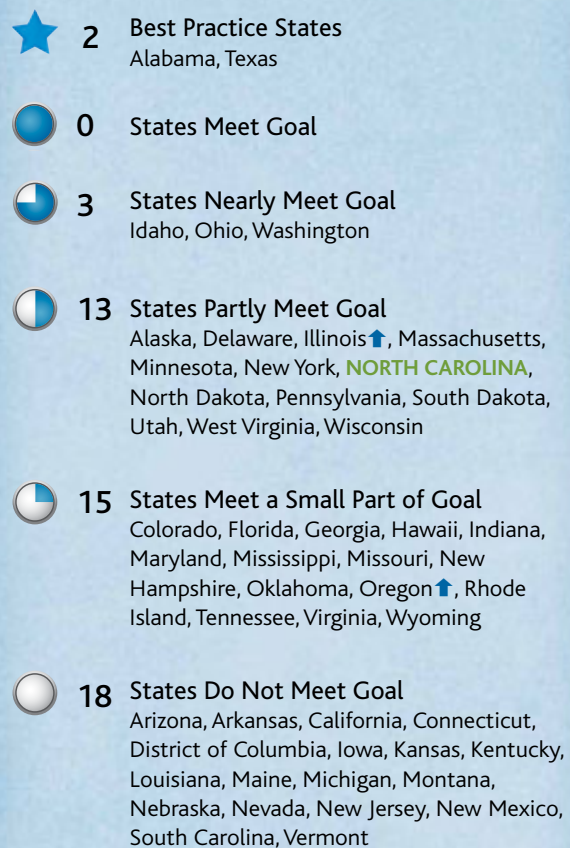 2 Best Practice States
Alabama, Texas
0 States Meet Goal
3 States Nearly Meet Goal
Idaho, Ohio, Washington
13 States Partly Meet Goal
Alaska, Delaware, Illinois⬆, Massachusetts,
Minnesota, New York, NORTH CAROLINA,
North Dakota, Pennsylvania, South Dakota,
Utah, West Virginia, Wisconsin
15 States Meet a Small Part of Goal
Colorado, Florida, Georgia, Hawaii, Indiana,
Maryland, Mississippi, Missouri, New
Hampshire, Oklahoma, Oregon⬆, Rhode
Island, Tennessee, Virginia, Wyoming
18 States Do Not Meet Goal
Arizona, Arkansas, California, Connecticut,
District of Columbia, Iowa, Kansas, Kentucky,
Louisiana, Maine, Michigan, Montana,
Nebraska, Nevada, New Jersey, New Mexico,
South Carolina, Vermont